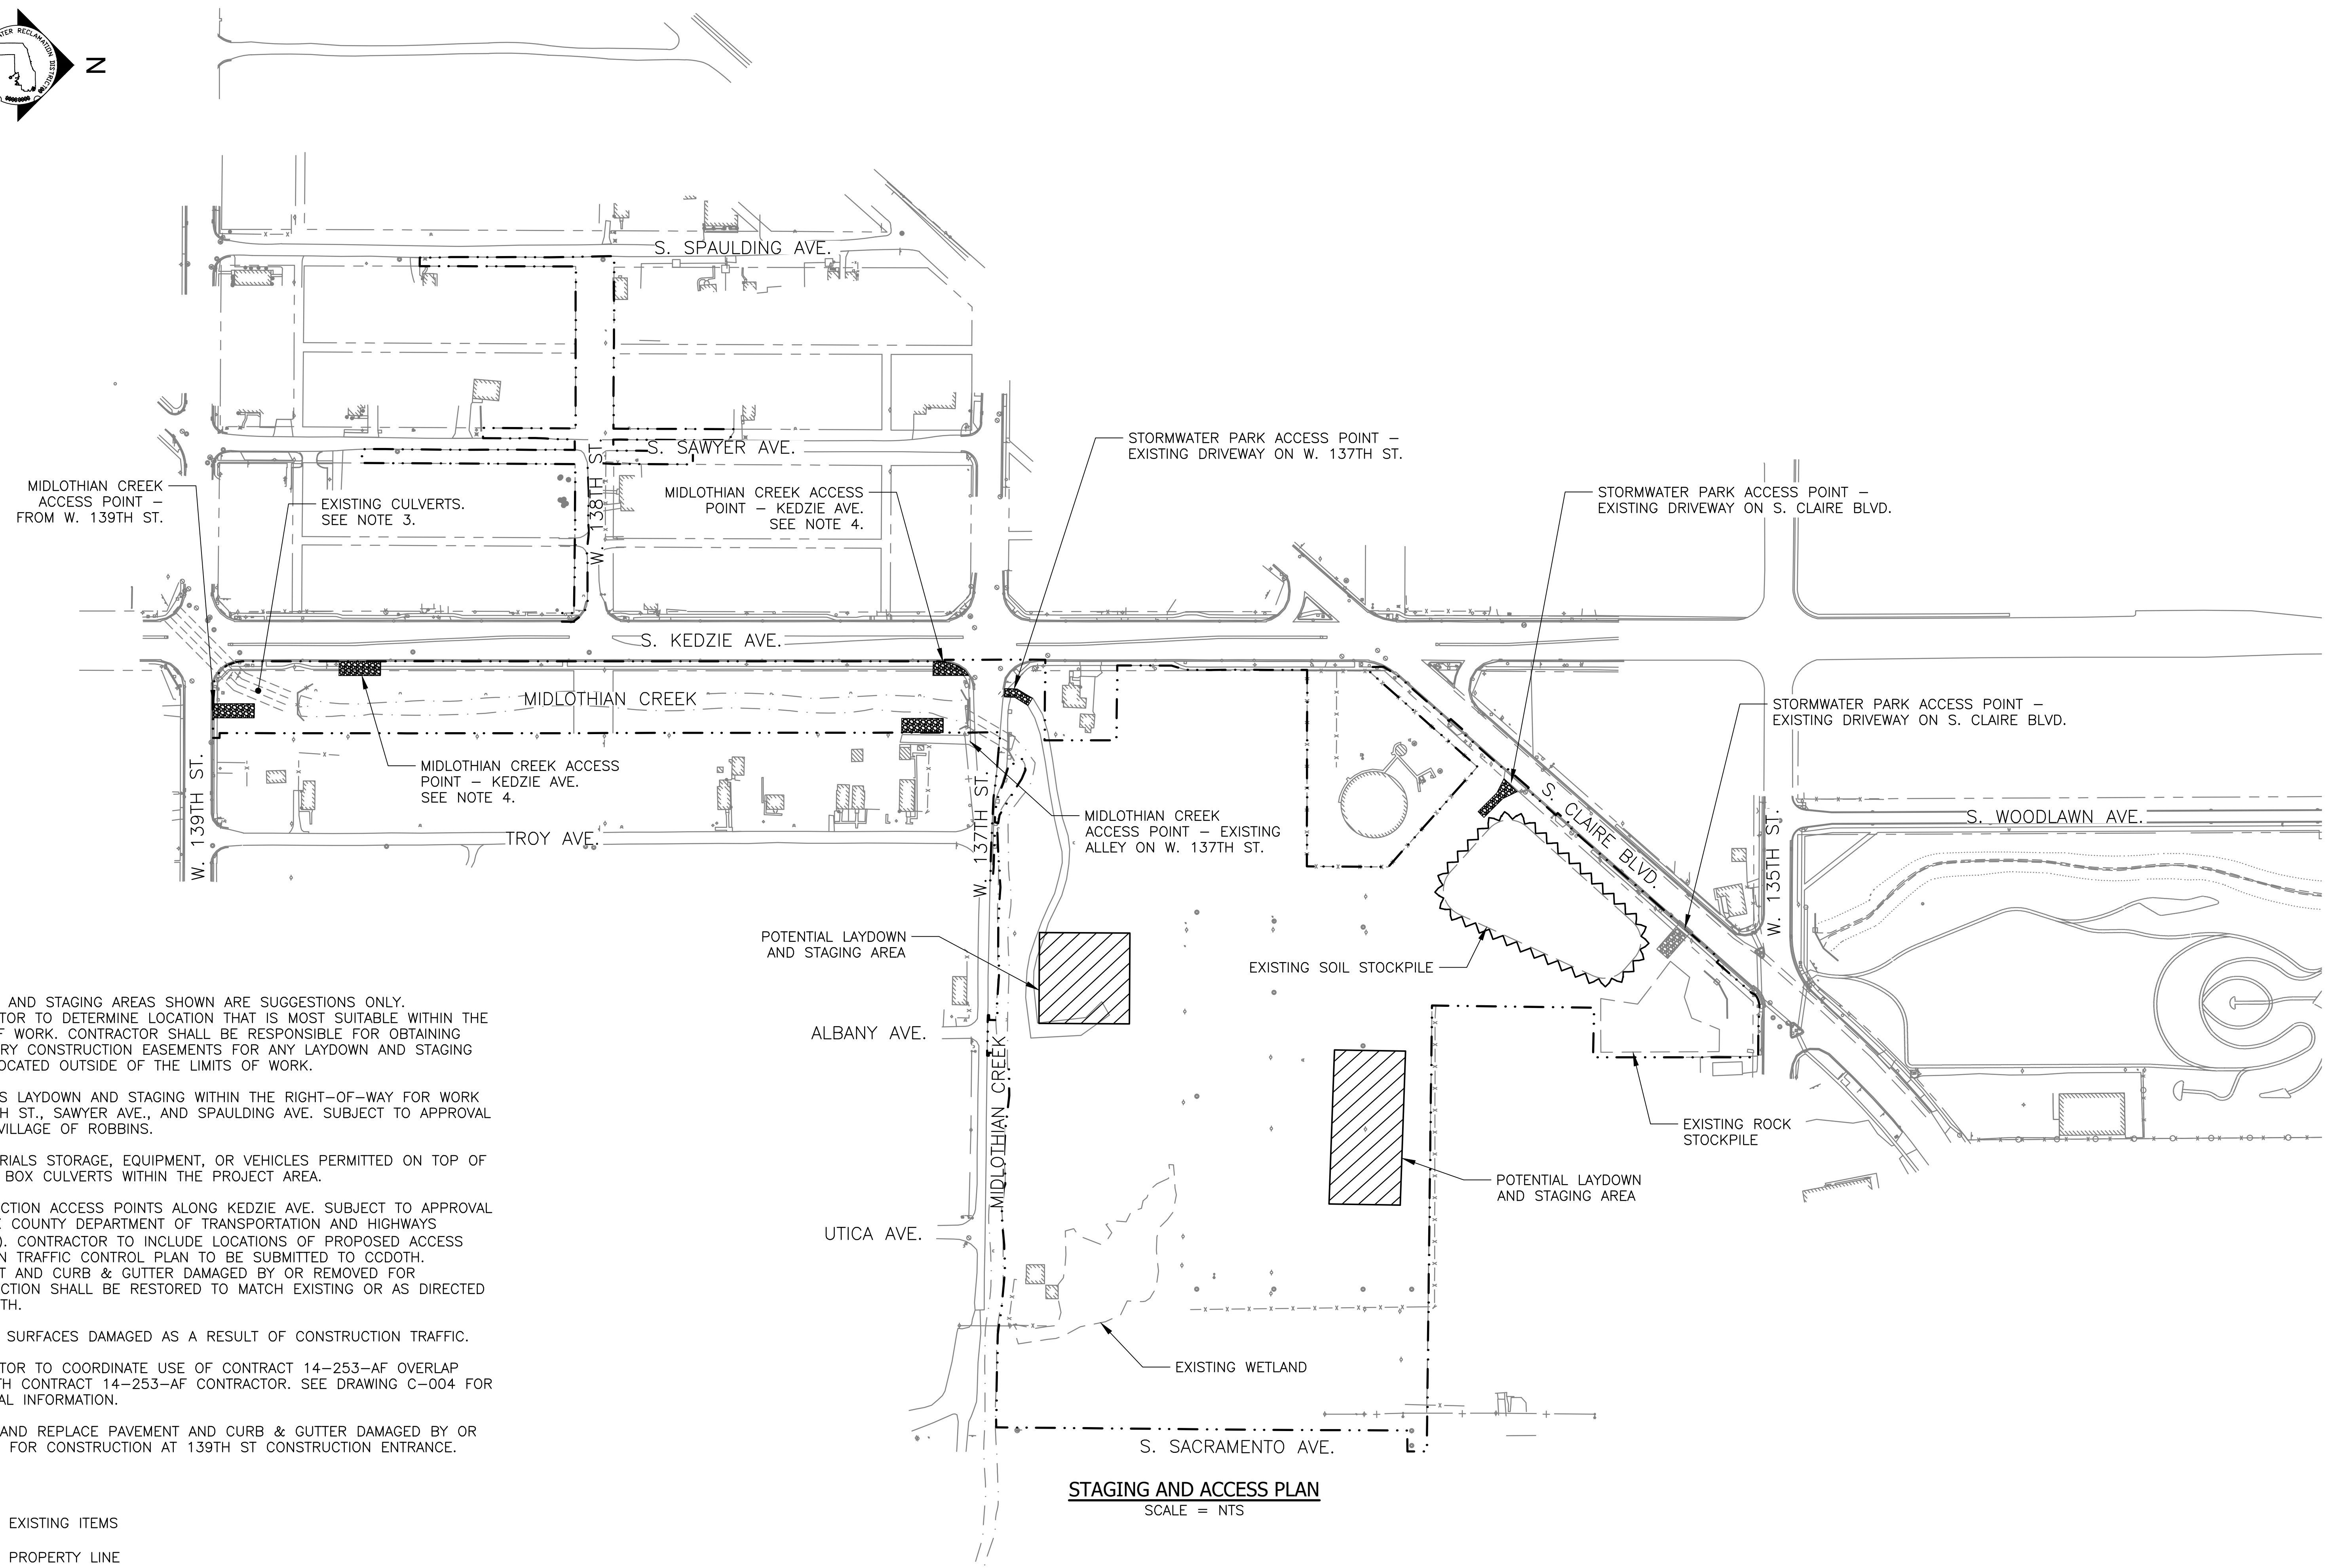 N
S. SPAULDING AVE.
S. SAWYER AVE.
W. 138TH ST.
STORMWATER PARK ACCESS POINT –
EXISTING DRIVEWAY ON W. 137TH ST.
MIDLOTHIAN CREEK
ACCESS POINT –
FROM W. 139TH ST.
EXISTING CULVERTS.
SEE NOTE 3.
MIDLOTHIAN CREEK ACCESS
POINT – KEDZIE AVE.
SEE NOTE 4.
STORMWATER PARK ACCESS POINT –
EXISTING DRIVEWAY ON S. CLAIRE BLVD.
S. KEDZIE AVE.
MIDLOTHIAN CREEK
STORMWATER PARK ACCESS POINT –
EXISTING DRIVEWAY ON S. CLAIRE BLVD.
MIDLOTHIAN CREEK ACCESS
POINT – KEDZIE AVE.
SEE NOTE 4.
W. 139TH ST.
TROY AVE.
W. 137TH ST.
MIDLOTHIAN CREEK
ACCESS POINT – EXISTING
ALLEY ON W. 137TH ST.
S. CLAIRE BLVD.
W. 135TH ST.
S. WOODLAWN AVE.
POTENTIAL LAYDOWN
AND STAGING AREA
EXISTING SOIL STOCKPILE
ALBANY AVE.
MIDLOTHIAN CREEK
EXISTING ROCK
STOCKPILE
POTENTIAL LAYDOWN
AND STAGING AREA
UTICA AVE.
EXISTING WETLAND
S. SACRAMENTO AVE.
STAGING AND ACCESS PLAN
SCALE = NTS
AND STAGING AREAS SHOWN ARE SUGGESTIONS ONLY.
TOR TO DETERMINE LOCATION THAT IS MOST SUITABLE WITHIN THE
F WORK. CONTRACTOR SHALL BE RESPONSIBLE FOR OBTAINING
RY CONSTRUCTION EASEMENTS FOR ANY LAYDOWN AND STAGING
OCATED OUTSIDE OF THE LIMITS OF WORK.
S LAYDOWN AND STAGING WITHIN THE RIGHT–OF–WAY FOR WORK
H ST., SAWYER AVE., AND SPAULDING AVE. SUBJECT TO APPROVAL
VILLAGE OF ROBBINS.
RIALS STORAGE, EQUIPMENT, OR VEHICLES PERMITTED ON TOP OF
BOX CULVERTS WITHIN THE PROJECT AREA.
CTION ACCESS POINTS ALONG KEDZIE AVE. SUBJECT TO APPROVAL
E COUNTY DEPARTMENT OF TRANSPORTATION AND HIGHWAYS
). CONTRACTOR TO INCLUDE LOCATIONS OF PROPOSED ACCESS
N TRAFFIC CONTROL PLAN TO BE SUBMITTED TO CCDOTH.
T AND CURB & GUTTER DAMAGED BY OR REMOVED FOR
CTION SHALL BE RESTORED TO MATCH EXISTING OR AS DIRECTED
TH.
SURFACES DAMAGED AS A RESULT OF CONSTRUCTION TRAFFIC.
TOR TO COORDINATE USE OF CONTRACT 14–253–AF OVERLAP
TH CONTRACT 14–253–AF CONTRACTOR. SEE DRAWING C–004 FOR
AL INFORMATION.
AND REPLACE PAVEMENT AND CURB & GUTTER DAMAGED BY OR
FOR CONSTRUCTION AT 139TH ST CONSTRUCTION ENTRANCE.
EXISTING ITEMS
PROPERTY LINE